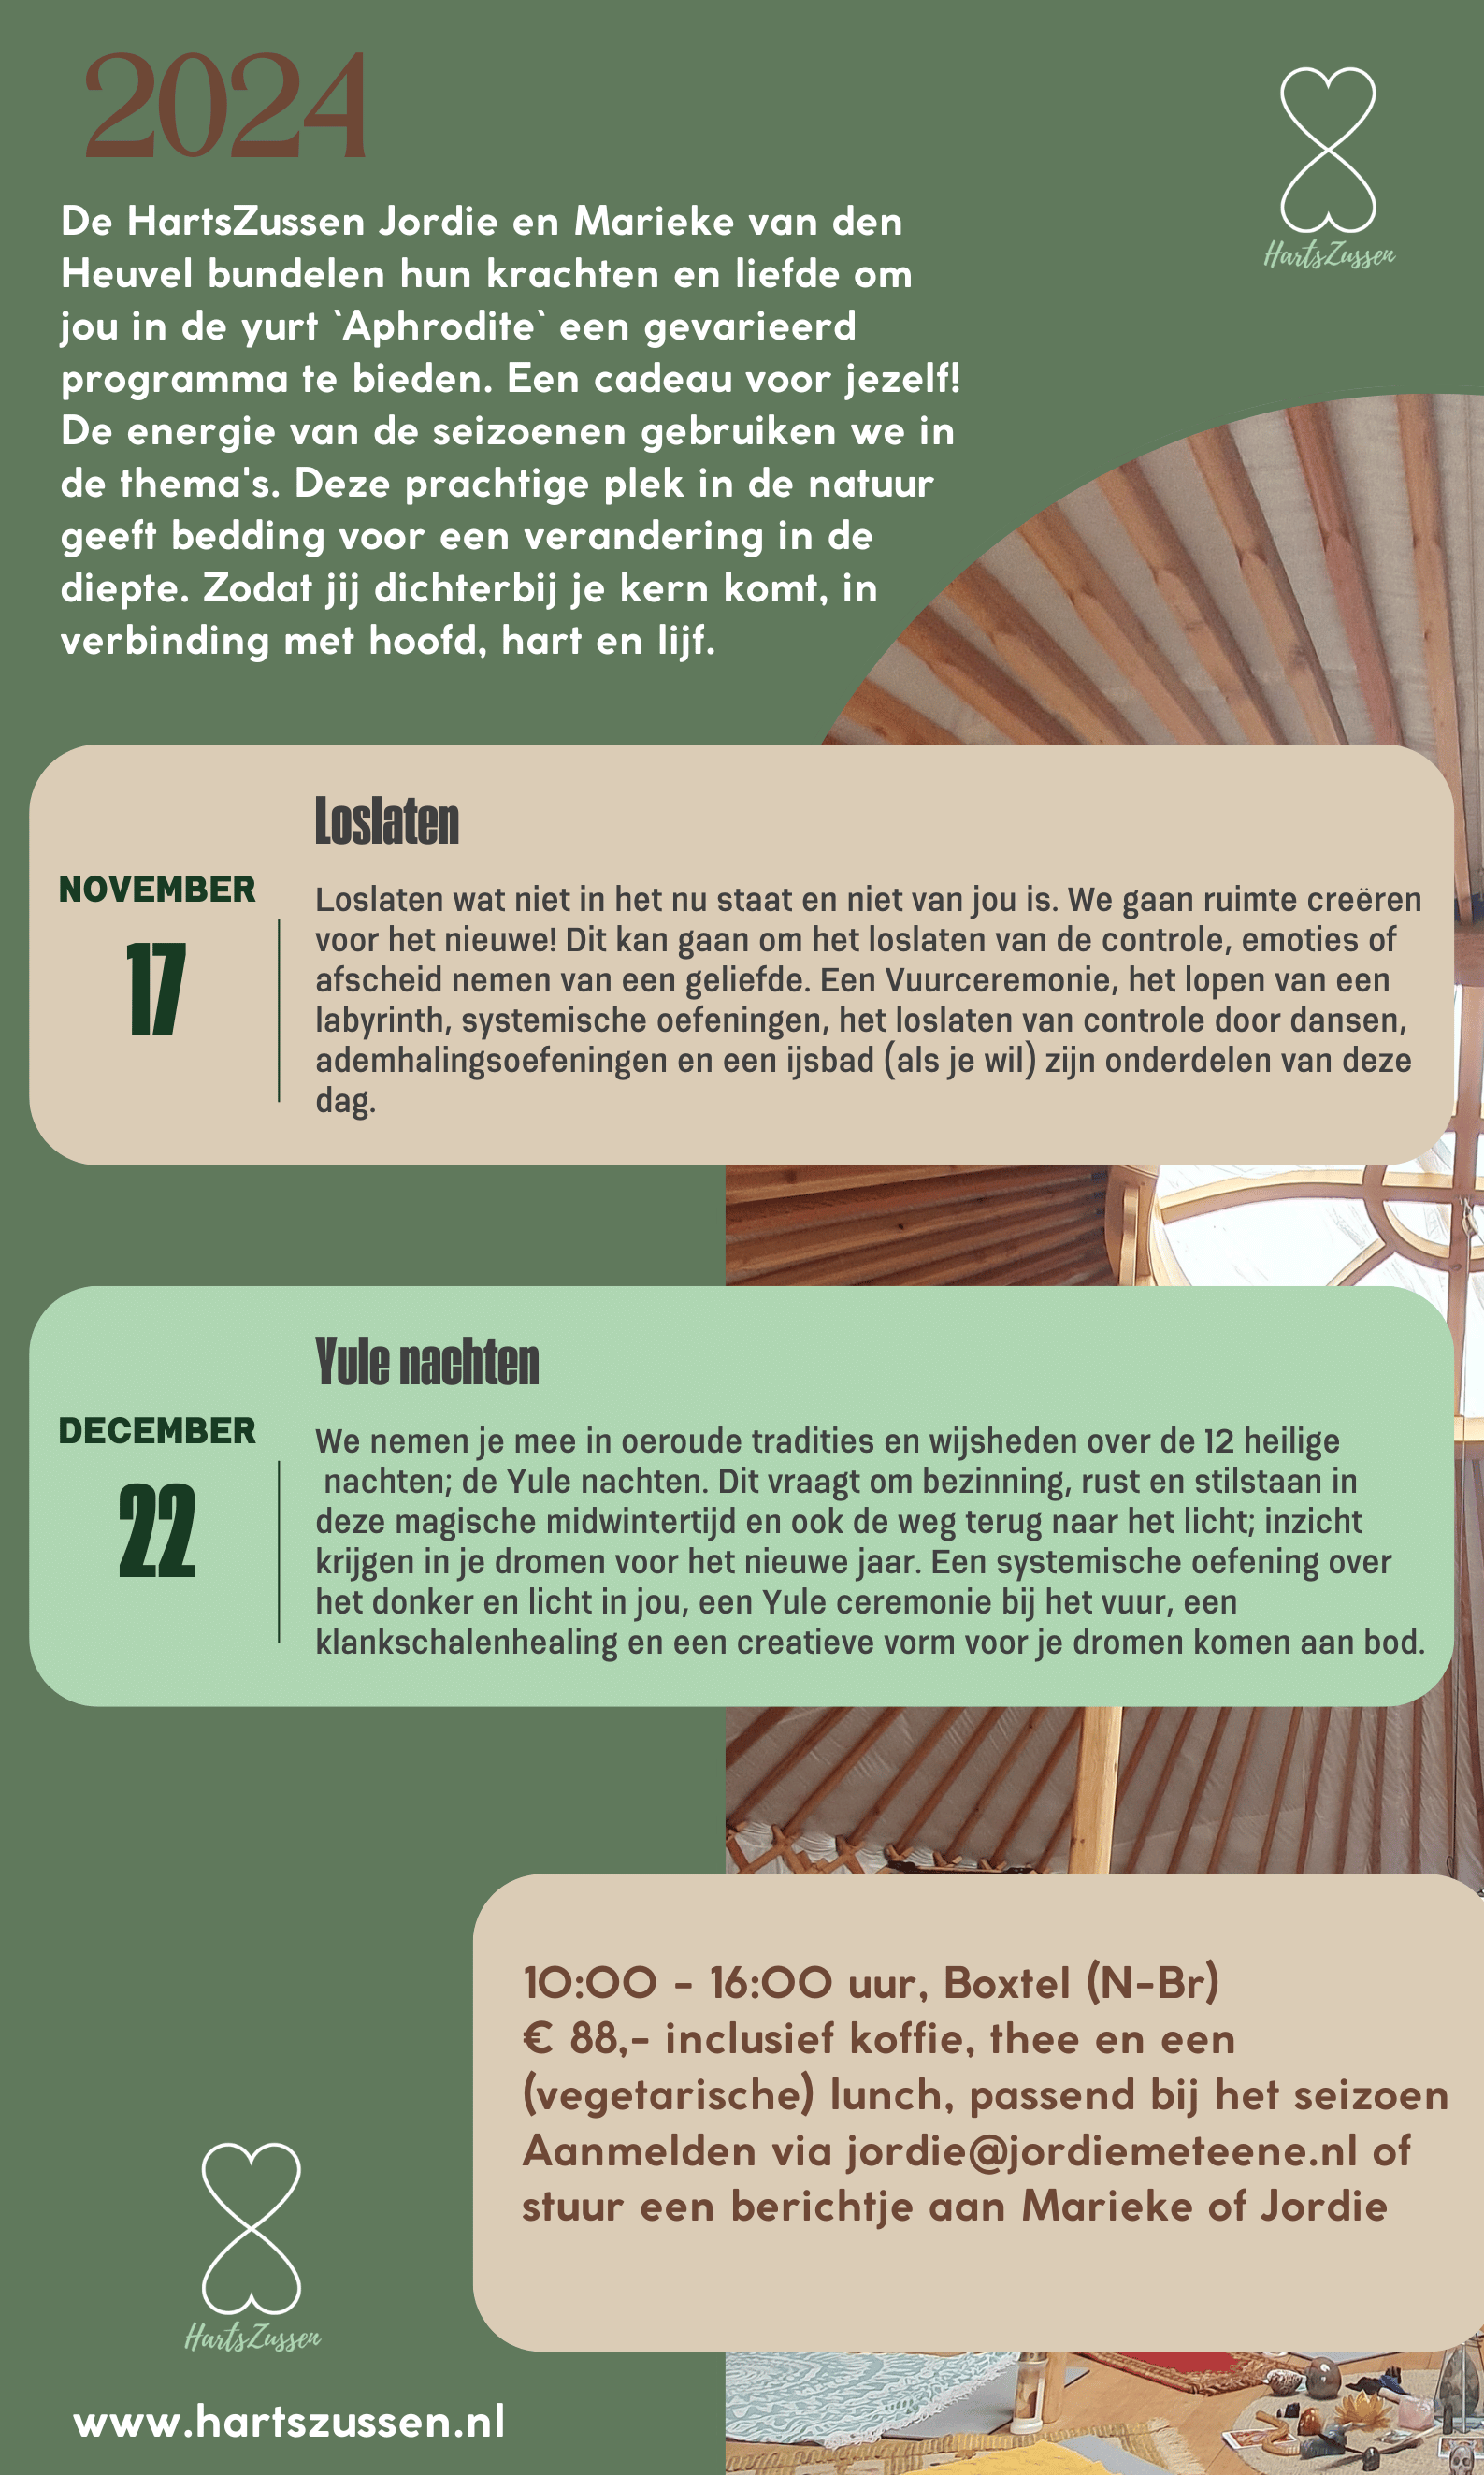 2024
HartsZussen
De HartsZussen Jordie en Marieke van den
Heuvel bundelen hun krachten en liefde om
jou in de yurt `Aphrodite` een gevarieerd
programma te bieden. Een cadeau voor jezelf!
De energie van de seizoenen gebruiken we in
de thema's. Deze prachtige plek in de natuur
geeft bedding voor een verandering in de
diepte. Zodat jij dichterbij je kern komt, in
verbinding met hoofd, hart en lijf.
NOVEMBER
17
Loslaten
Loslaten wat niet in het nu staat en niet van jou is. We gaan ruimte creëren
voor het nieuwe! Dit kan gaan om het loslaten van de controle, emoties of
afscheid nemen van een geliefde. Een Vuurceremonie, het lopen van een
labyrinth, systemische oefeningen, het loslaten van controle door dansen,
ademhalingsoefeningen en een ijsbad (als je wil) zijn onderdelen van deze
dag.
DECEMBER
22
Yule nachten
We nemen je mee in oeroude tradities en wijsheden over de 12 heilige
nachten; de Yule nachten. Dit vraagt om bezinning, rust en stilstaan in
deze magische midwintertijd en ook de weg terug naar het licht; inzicht
krijgen in je dromen voor het nieuwe jaar. Een systemische oefening over
het donker en licht in jou, een Yule ceremonie bij het vuur, een
klankschalenhealing en een creatieve vorm voor je dromen komen aan bod.
10:00 - 16:00 uur, Boxtel (N-Br)
€ 88,- inclusief koffie, thee en een
(vegetarische) lunch, passend bij het seizoen
Aanmelden via jordie@jordiemeteene.nl of
stuur een berichtje aan Marieke of Jordie
HartsZussen
www.hartszussen.nl